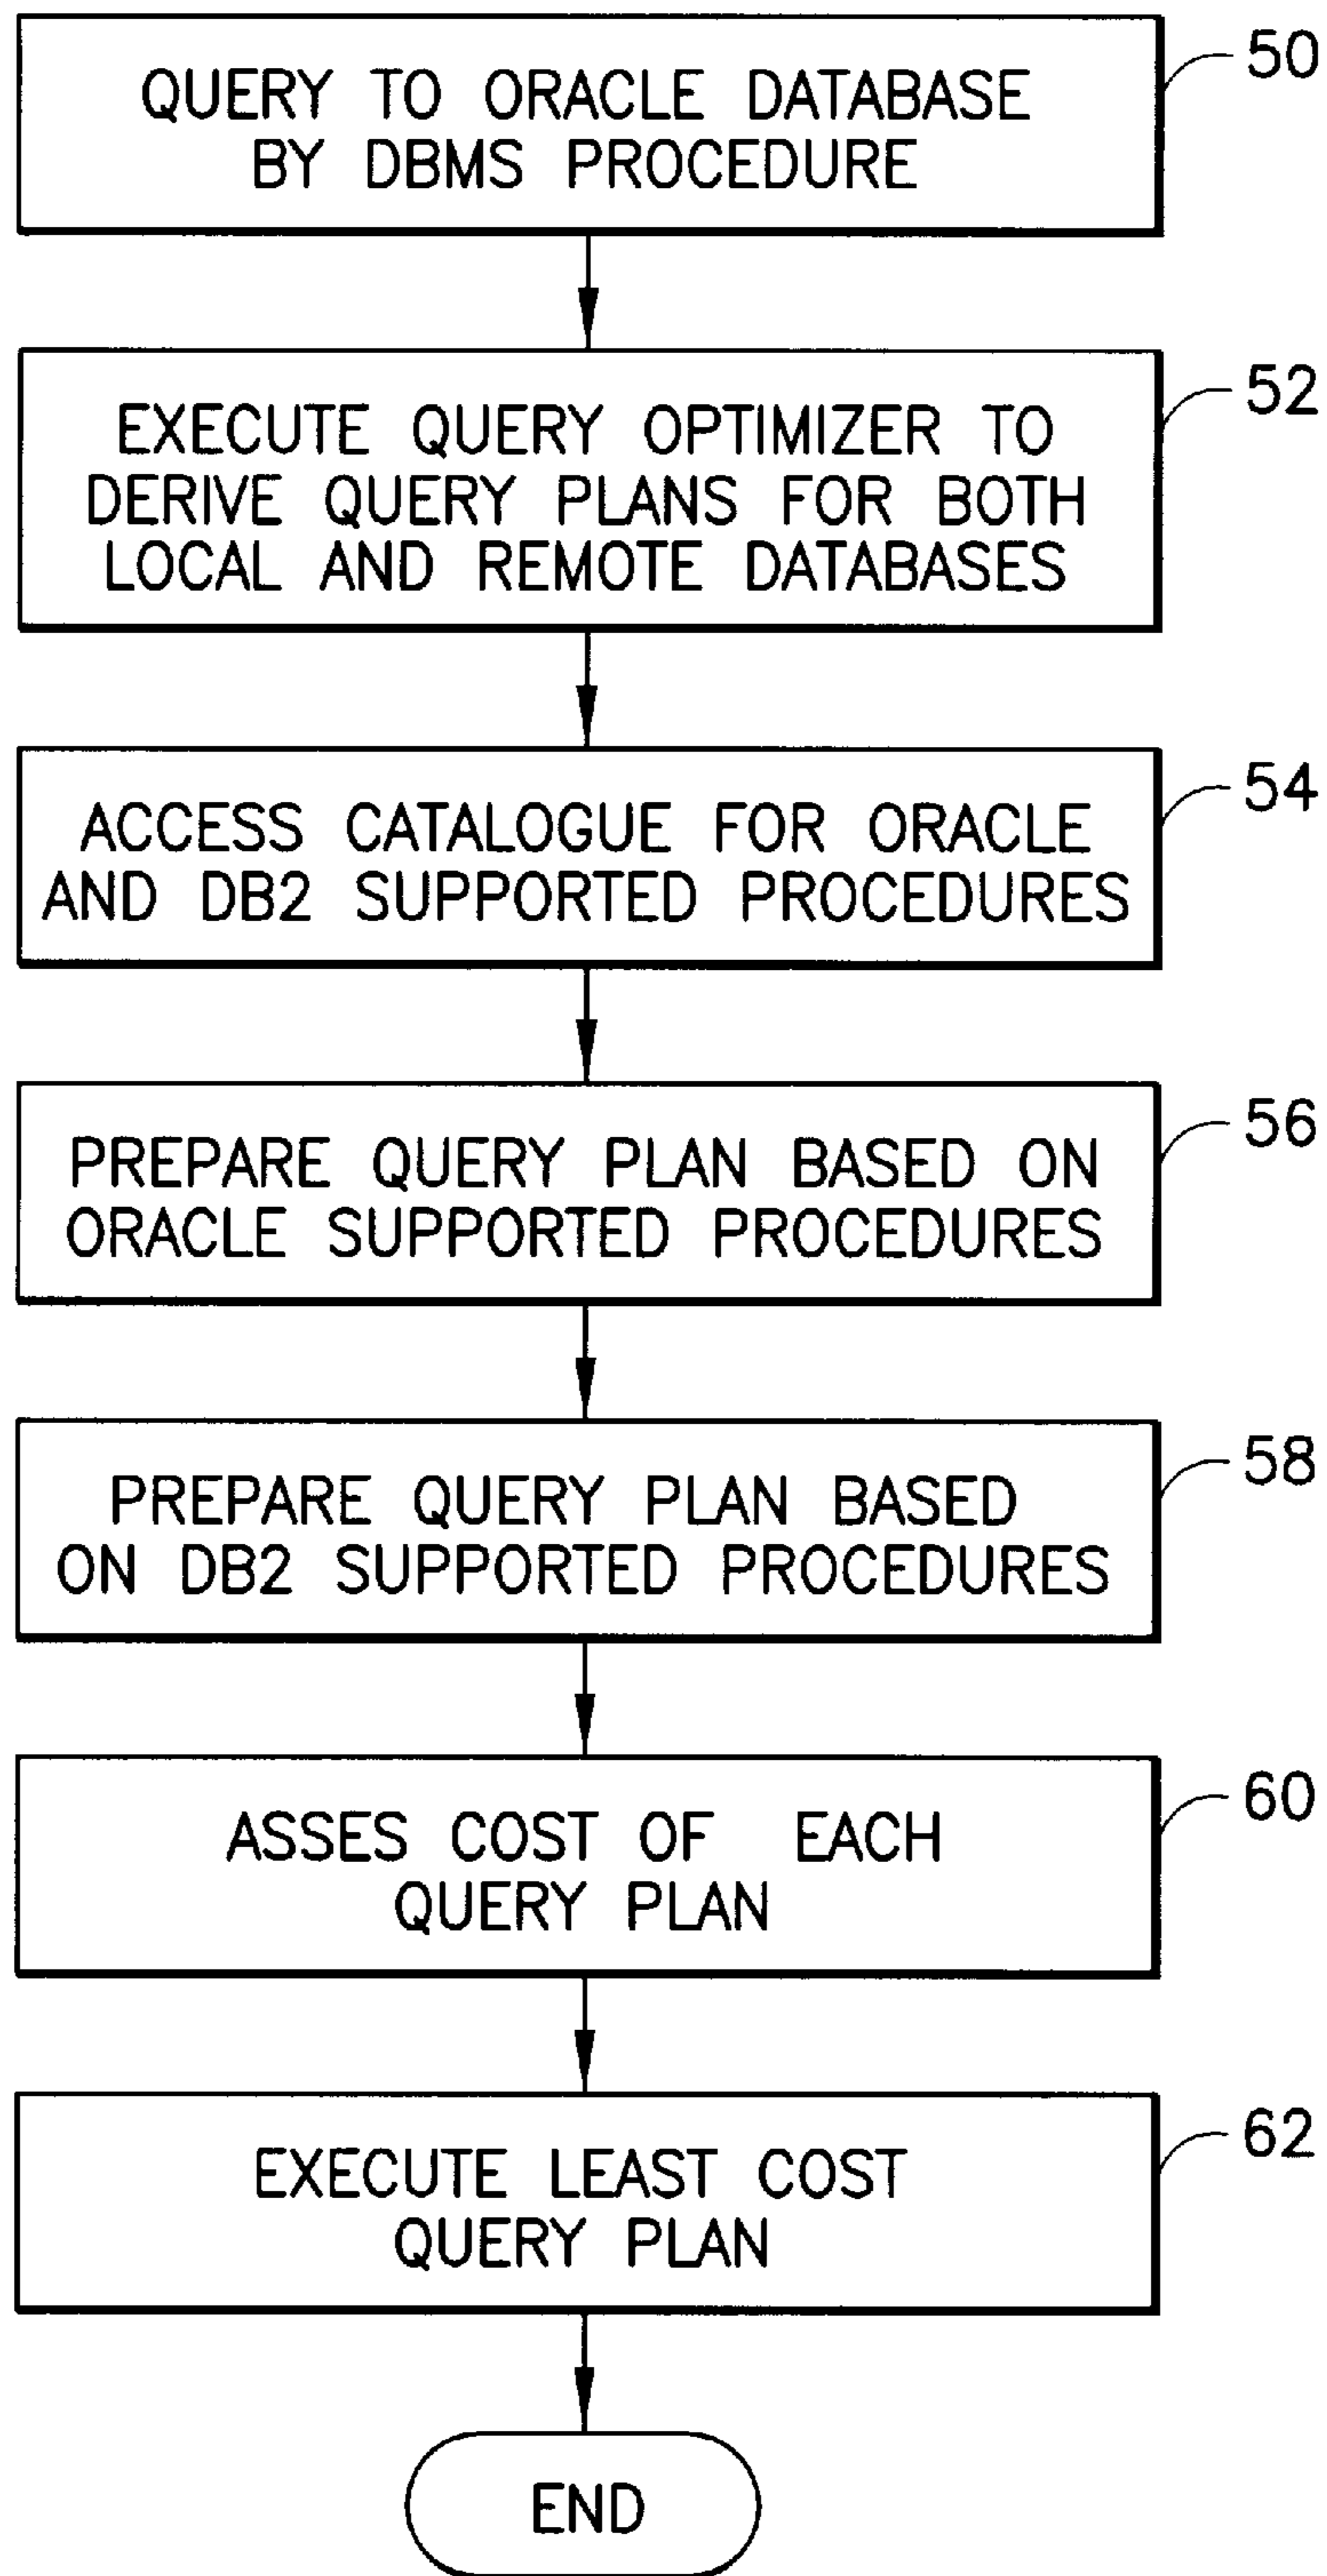 QUERY TO ORACLE DATABASE
BY DBMS PROCEDURE
50
EXECUTE QUERY OPTIMIZER TO
DERIVE QUERY PLANS FOR BOTH
LOCAL AND REMOTE DATABASES
52
ACCESS CATALOGUE FOR ORACLE
AND DB2 SUPPORTED PROCEDURES
54
PREPARE QUERY PLAN BASED ON
ORACLE SUPPORTED PROCEDURES
56
PREPARE QUERY PLAN BASED
ON DB2 SUPPORTED PROCEDURES
58
ASSES COST OF EACH
QUERY PLAN
60
EXECUTE LEAST COST
QUERY PLAN
62
END